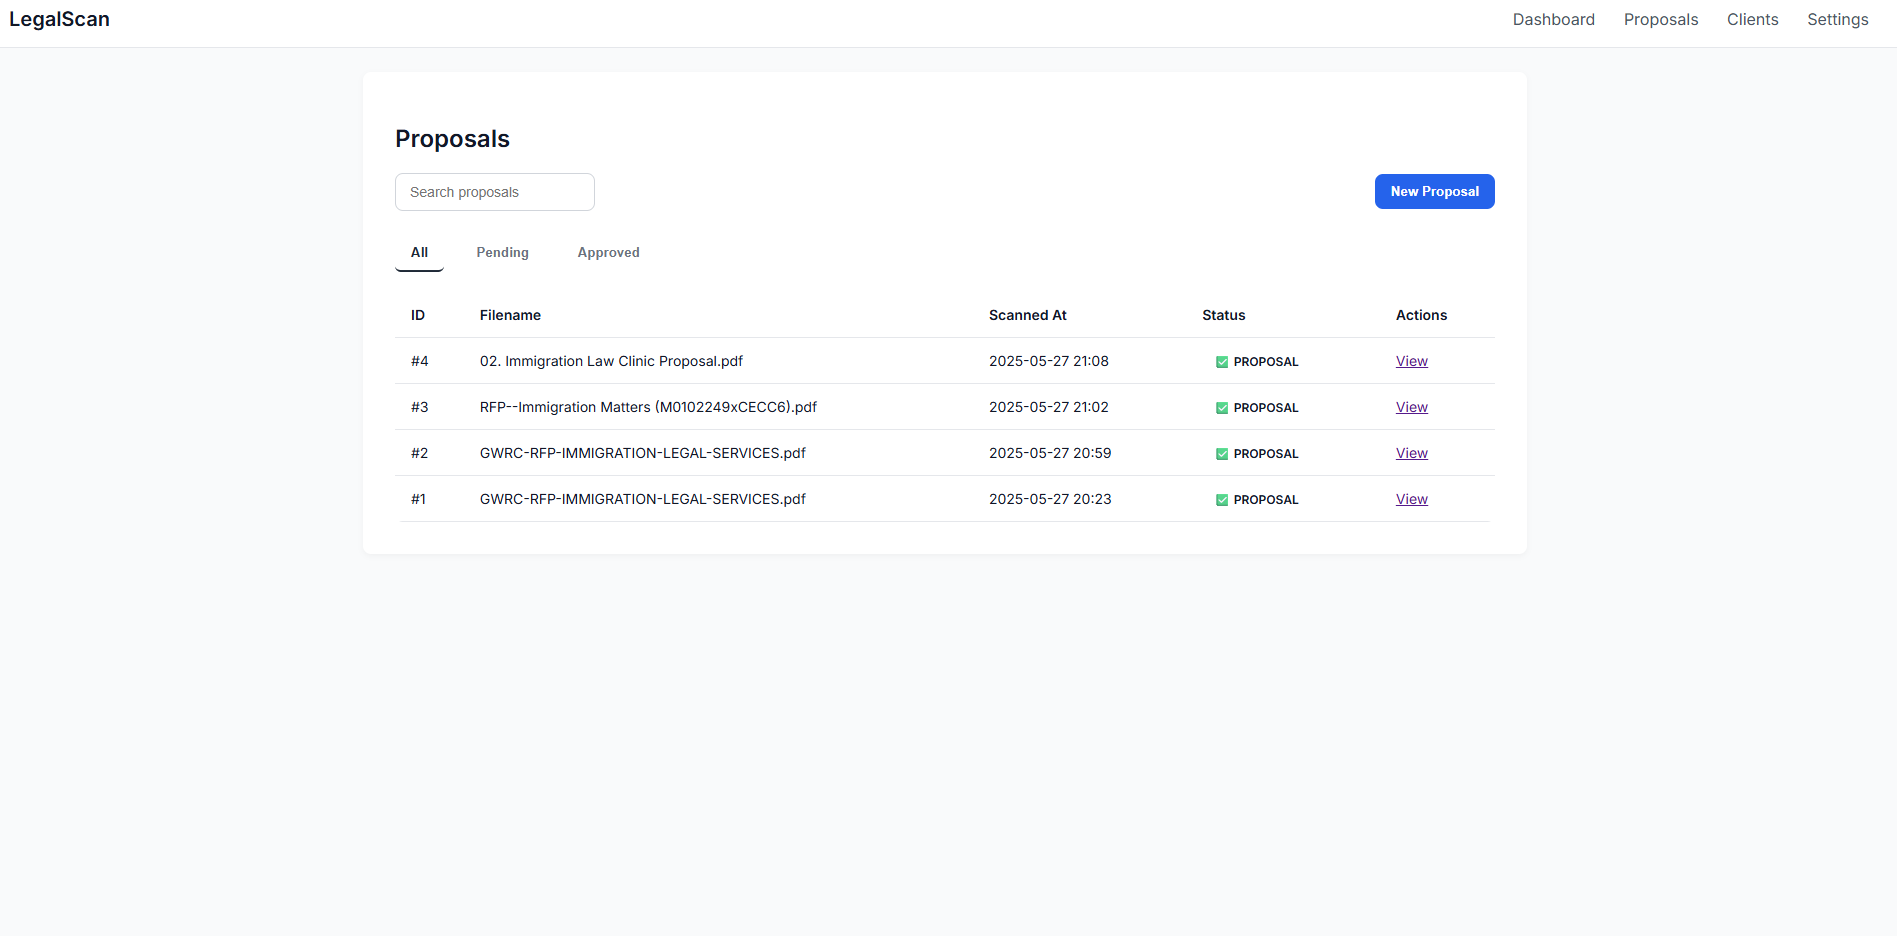 LegalScan Dashboard Proposals Clients Settings
Proposals
Search proposals New Proposal
All Pending Approved
ID Filename Scanned At Status Actions
#4 02. Immigration Law Clinic Proposal.pdf 2025-05-27 21:08 ✅ PROPOSAL View
#3 RFP--Immigration Matters (M0102249xCECC6).pdf 2025-05-27 21:02 ✅ PROPOSAL View
#2 GWRC-RFP-IMMIGRATION-LEGAL-SERVICES.pdf 2025-05-27 20:59 ✅ PROPOSAL View
#1 GWRC-RFP-IMMIGRATION-LEGAL-SERVICES.pdf 2025-05-27 20:23 ✅ PROPOSAL View